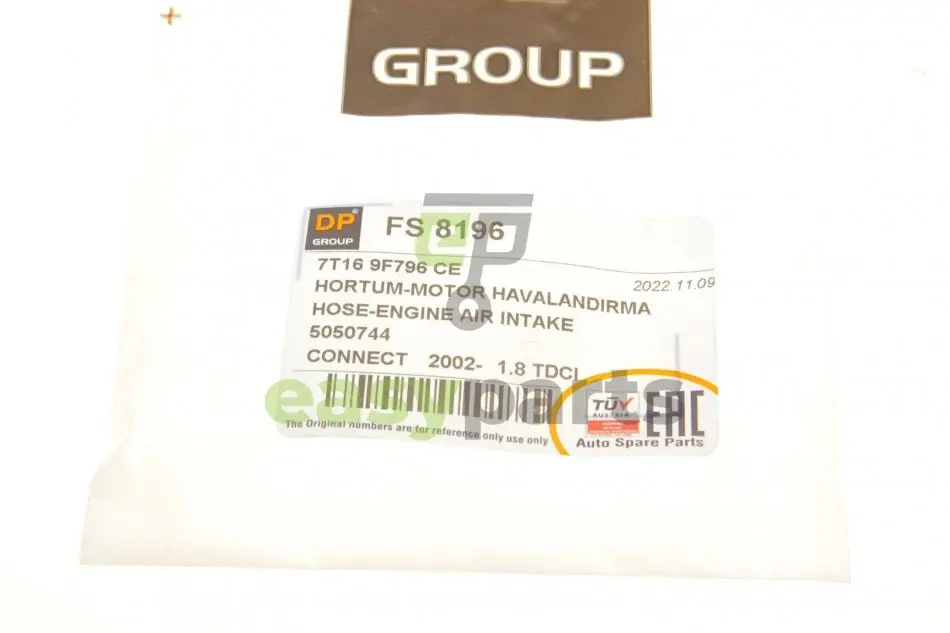 GROUP
DP®
GROUP
FS 8196
ep
7T16 9F796 CE
2022.11.09
HORTUM-MOTOR HAVALANDIRMA
HOSE-ENGINE AIR INTAKE
5050744
CONNECT 2002- 1.8 TDCI
easyparts
The Original numbers are for reference only use only
TÜV
AUSTRIA
EAC
Auto Spare Parts